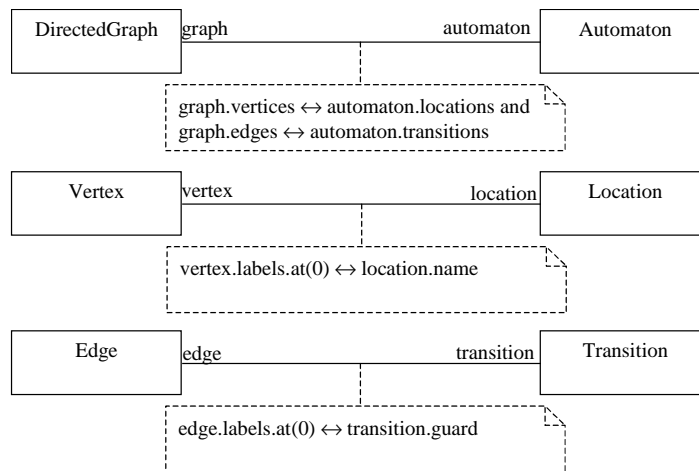 DirectedGraph graph automaton Automaton
graph.vertices ↔ automaton.locations and
graph.edges ↔ automaton.transitions
Vertex vertex location Location
vertex.labels.at(0) ↔ location.name
Edge edge transition Transition
edge.labels.at(0) ↔ transition.guard